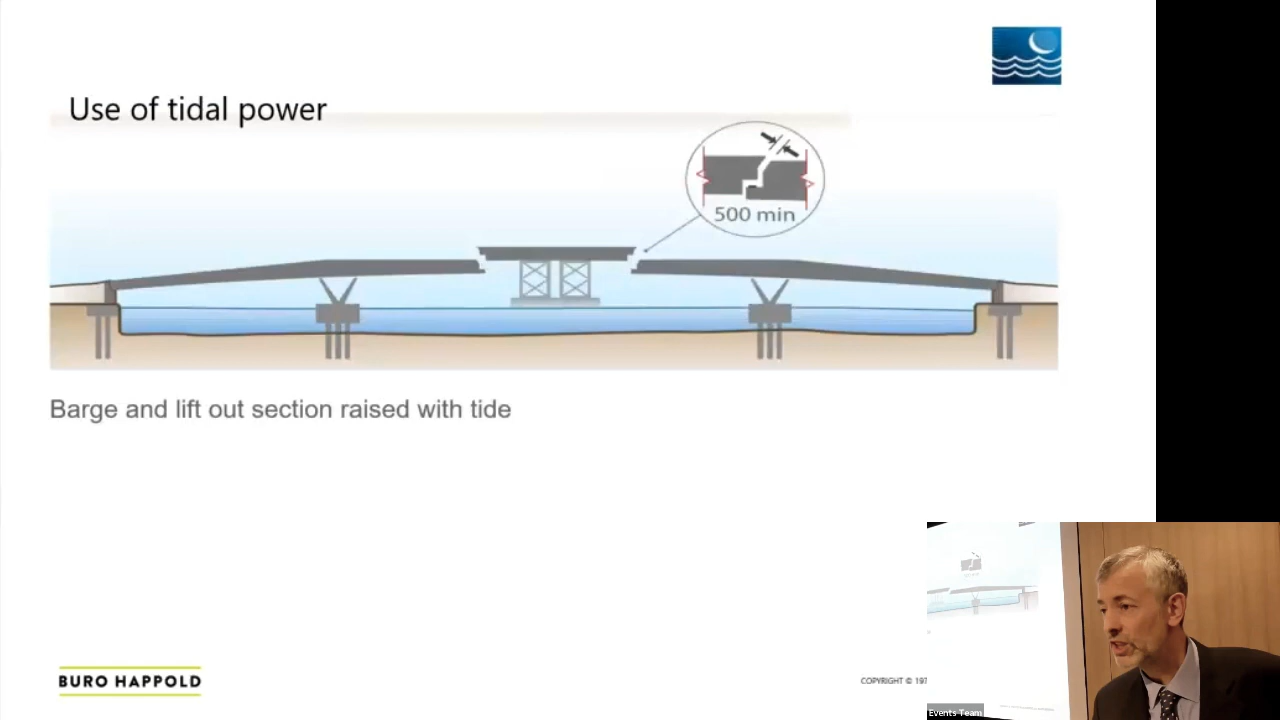 Use of tidal power
500 min
Barge and lift out section raised with tide
BURO HAPPOLD
COPYRIGHT © 197
Events Team